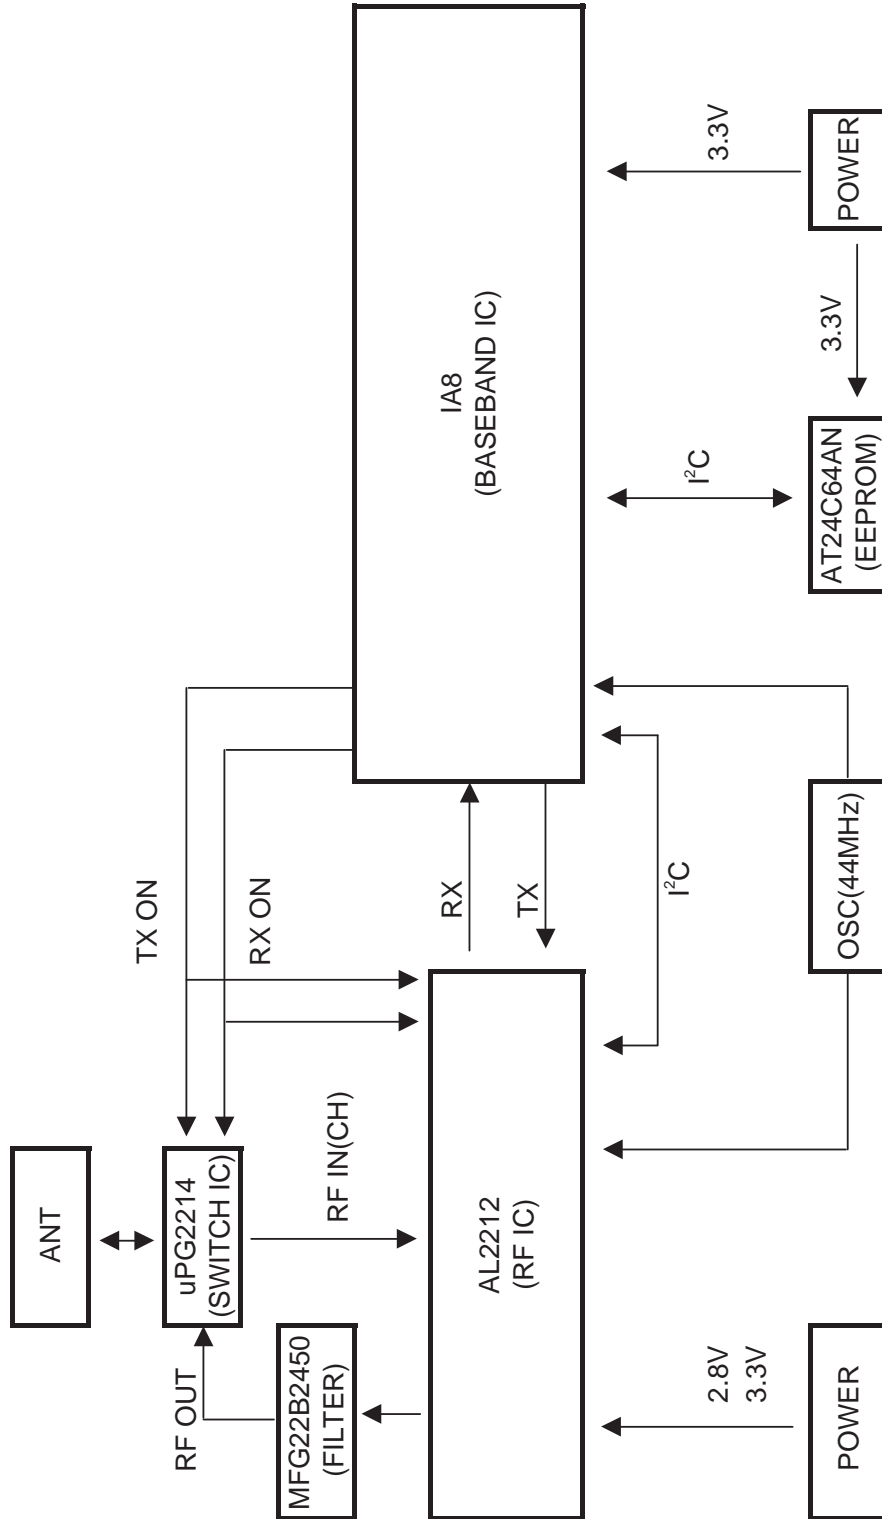 ANT
uPG2214
(SWITCH IC)
TX ON
RX ON
RF OUT
MFG22B2450
(FILTER)
RF IN(CH)
AL2212
(RF IC)
RX
TX
IA8
(BASEBAND IC)
2.8V
3.3V
I²C
I²C
3.3V
3.3V
POWER
OSC(44MHz)
AT24C64AN
(EEPROM)
POWER